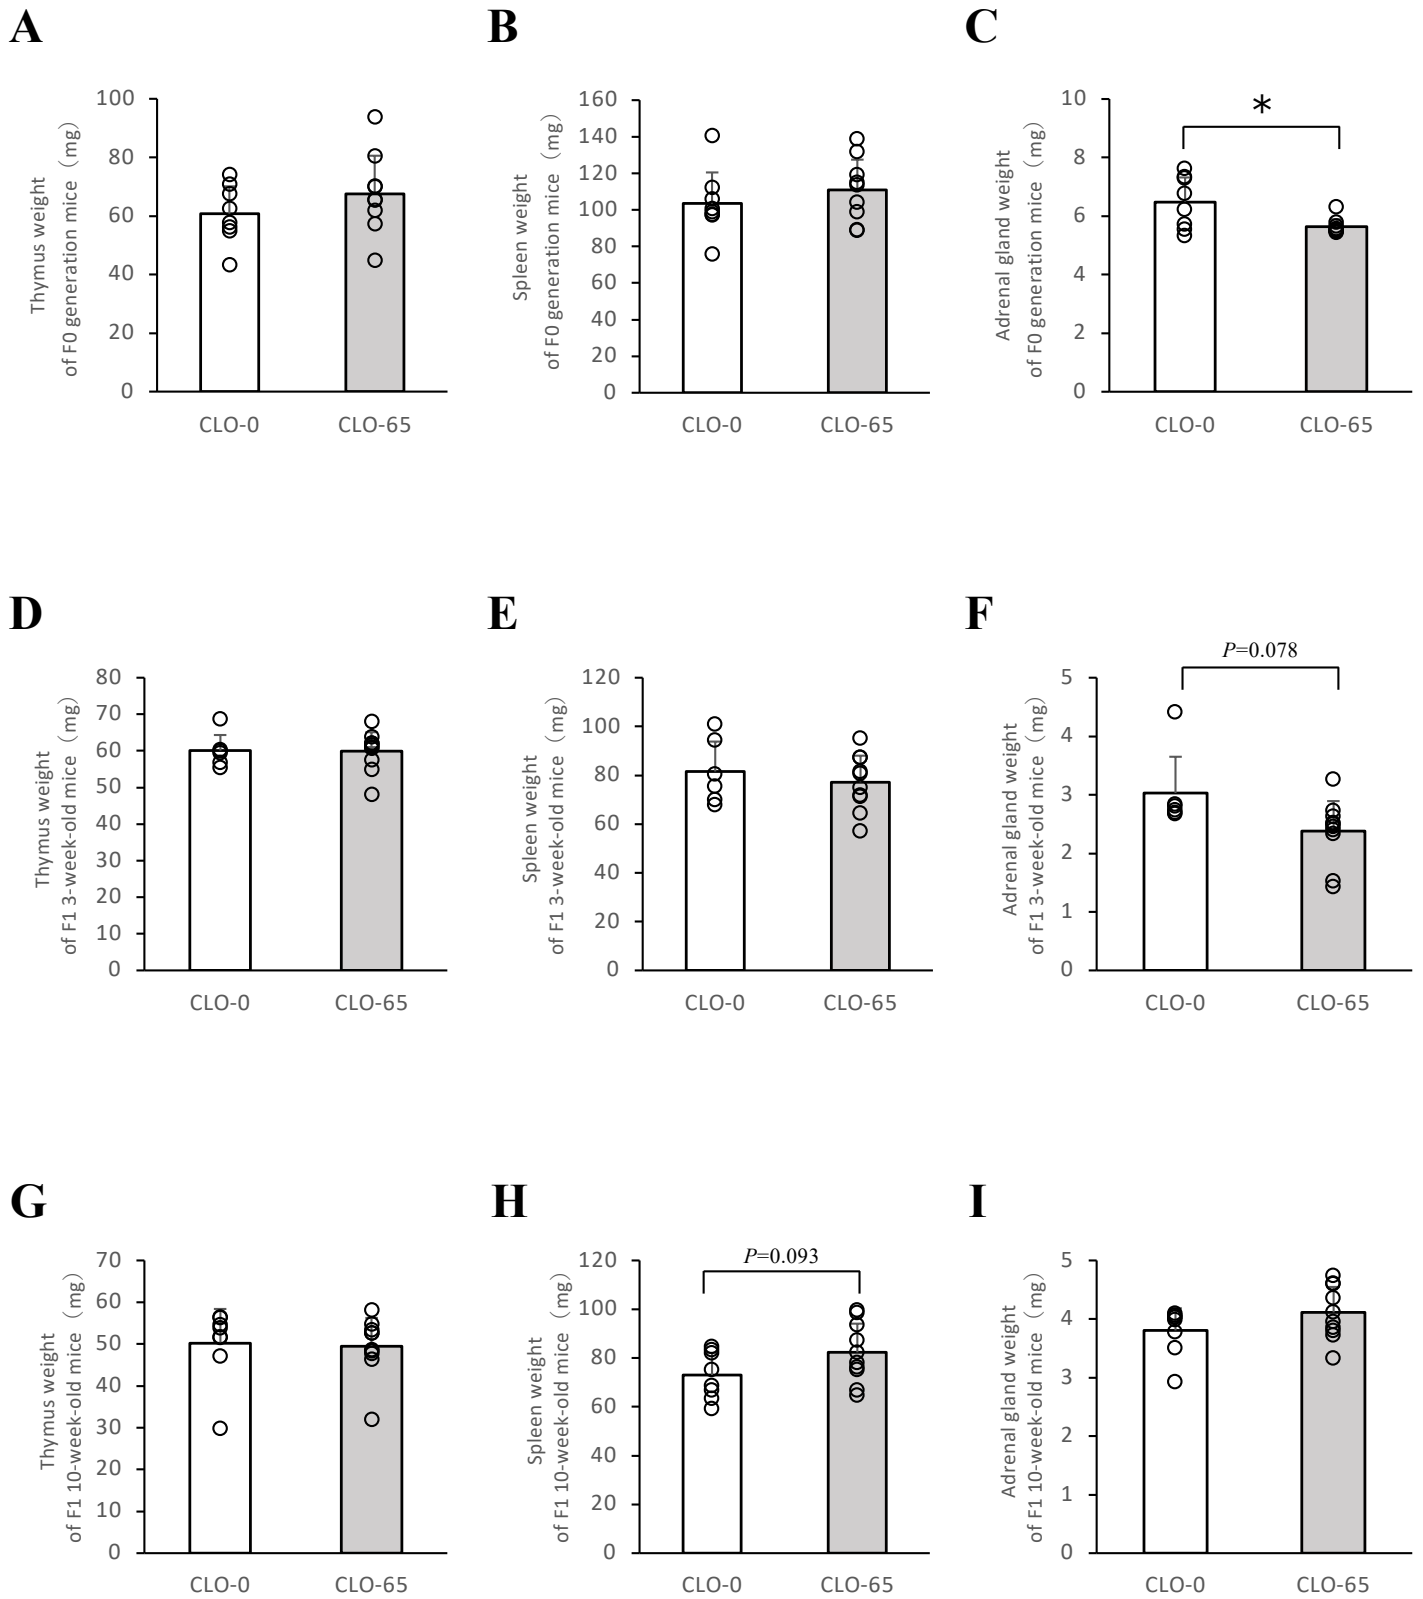 A
B
C
Thymus weight
of F0 generation mice（mg）
100
80
60
40
20
0
CLO-0
CLO-65
Spleen weight
of F0 generation mice（mg）
160
140
120
100
80
60
40
20
0
CLO-0
CLO-65
Adrenal gland weight
of F0 generation mice（mg）
10
8
6
4
2
0
*
CLO-0
CLO-65
D
E
F
Thymus weight
of F1 3-week-old mice（mg）
80
70
60
50
40
30
20
10
0
CLO-0
CLO-65
Spleen weight
of F1 3-week-old mice（mg）
120
100
80
60
40
20
0
CLO-0
CLO-65
Adrenal gland weight
of F1 3-week-old mice（mg）
P=0.078
5
4
3
2
1
0
CLO-0
CLO-65
G
H
I
Thymus weight
of F1 10-week-old mice（mg）
70
60
50
40
30
20
10
0
CLO-0
CLO-65
Spleen weight
of F1 10-week-old mice（mg）
P=0.093
120
100
80
60
40
20
0
CLO-0
CLO-65
Adrenal gland weight
of F1 10-week-old mice（mg）
5
4
3
2
1
0
CLO-0
CLO-65